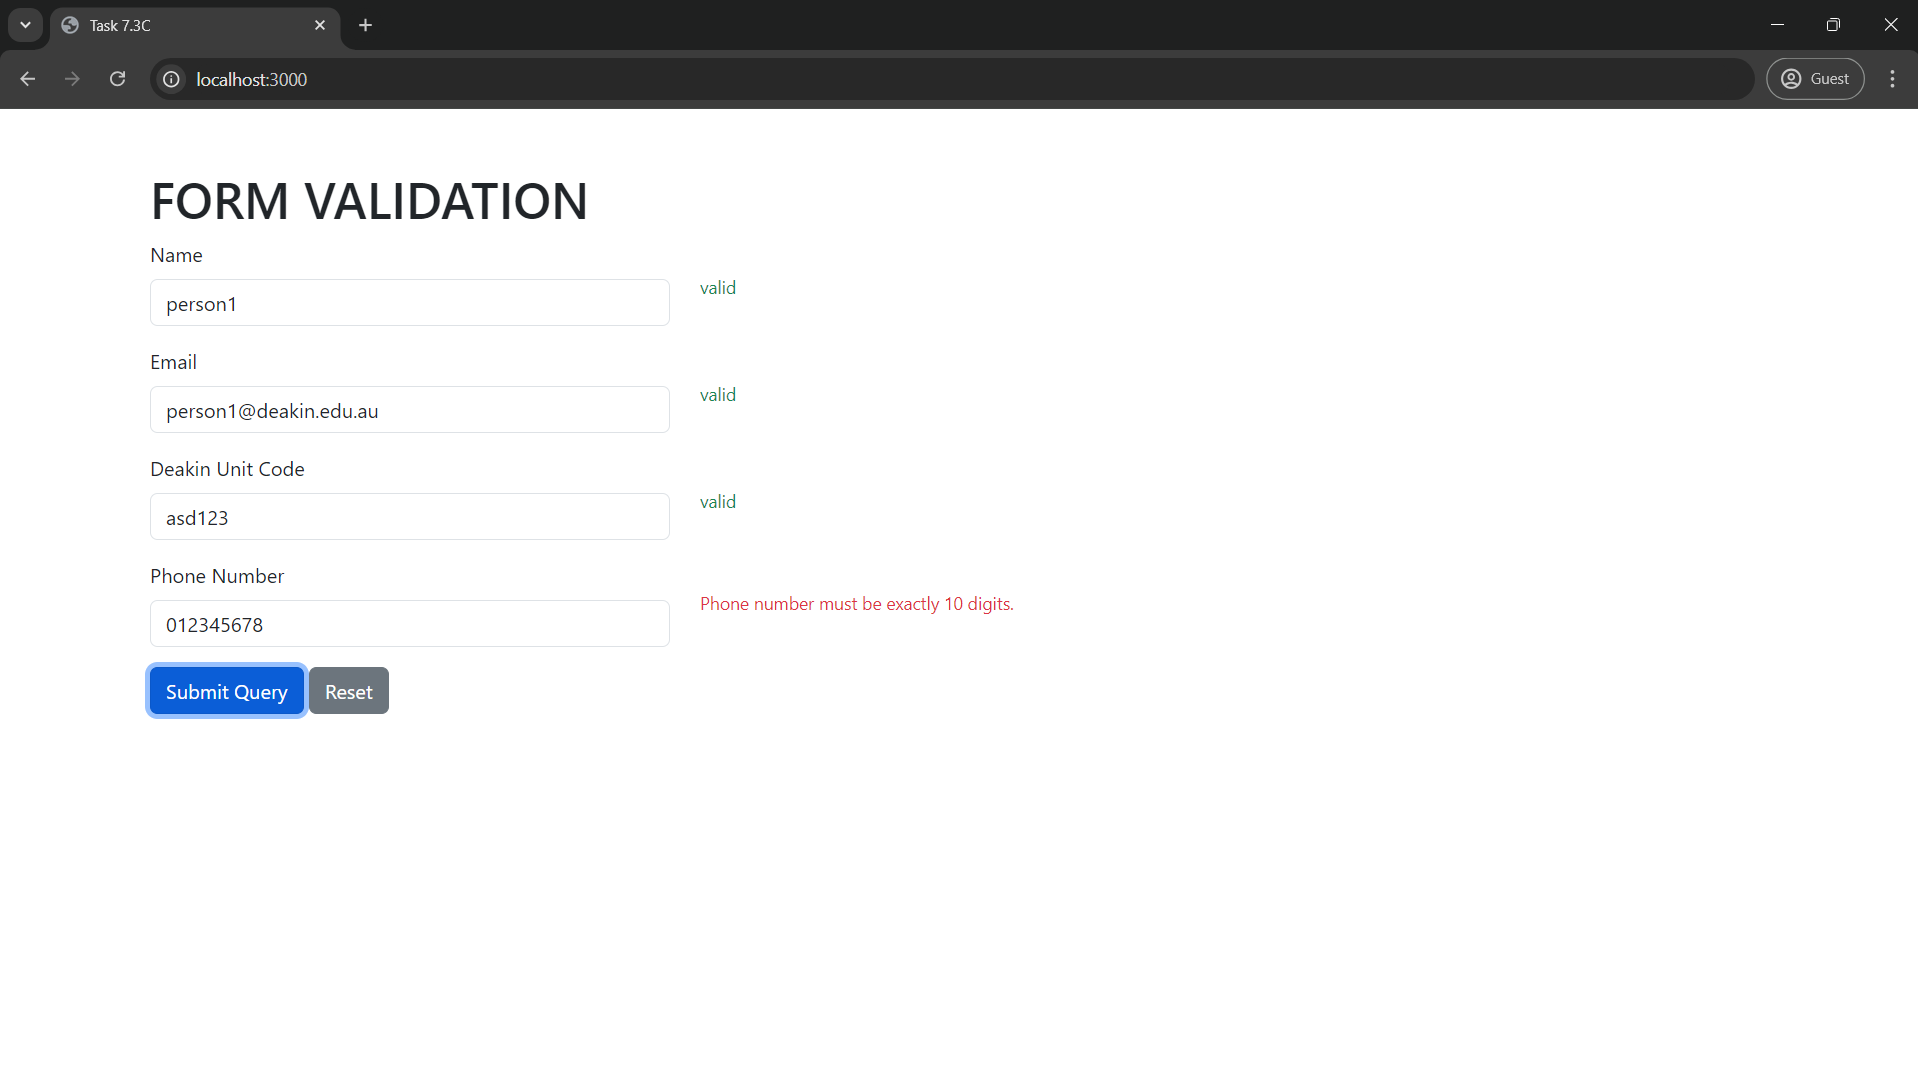 Task 7.3C
localhost:3000
Guest
FORM VALIDATION
Name
person1
valid
Email
person1@deakin.edu.au
valid
Deakin Unit Code
asd123
valid
Phone Number
012345678
Phone number must be exactly 10 digits.
Submit Query
Reset